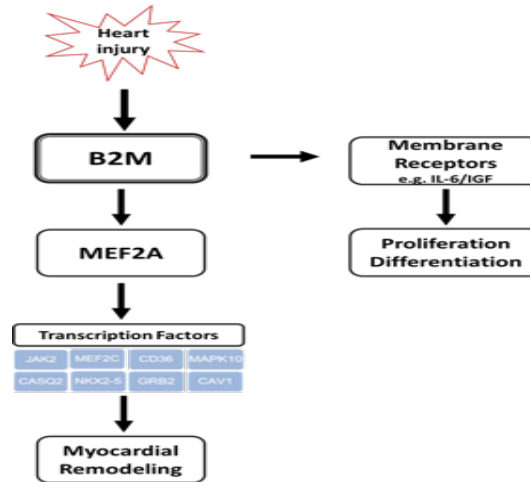 Heart
injury
B2M
Membrane
Receptors
e.g. IL-6/IGF
MEF2A
Proliferation
Differentiation
Transcription Factors
JAK2 MEF2C CD36 MAPK10
CASQ2 NKX2-5 GRB2 CAV1
Myocardial
Remodeling